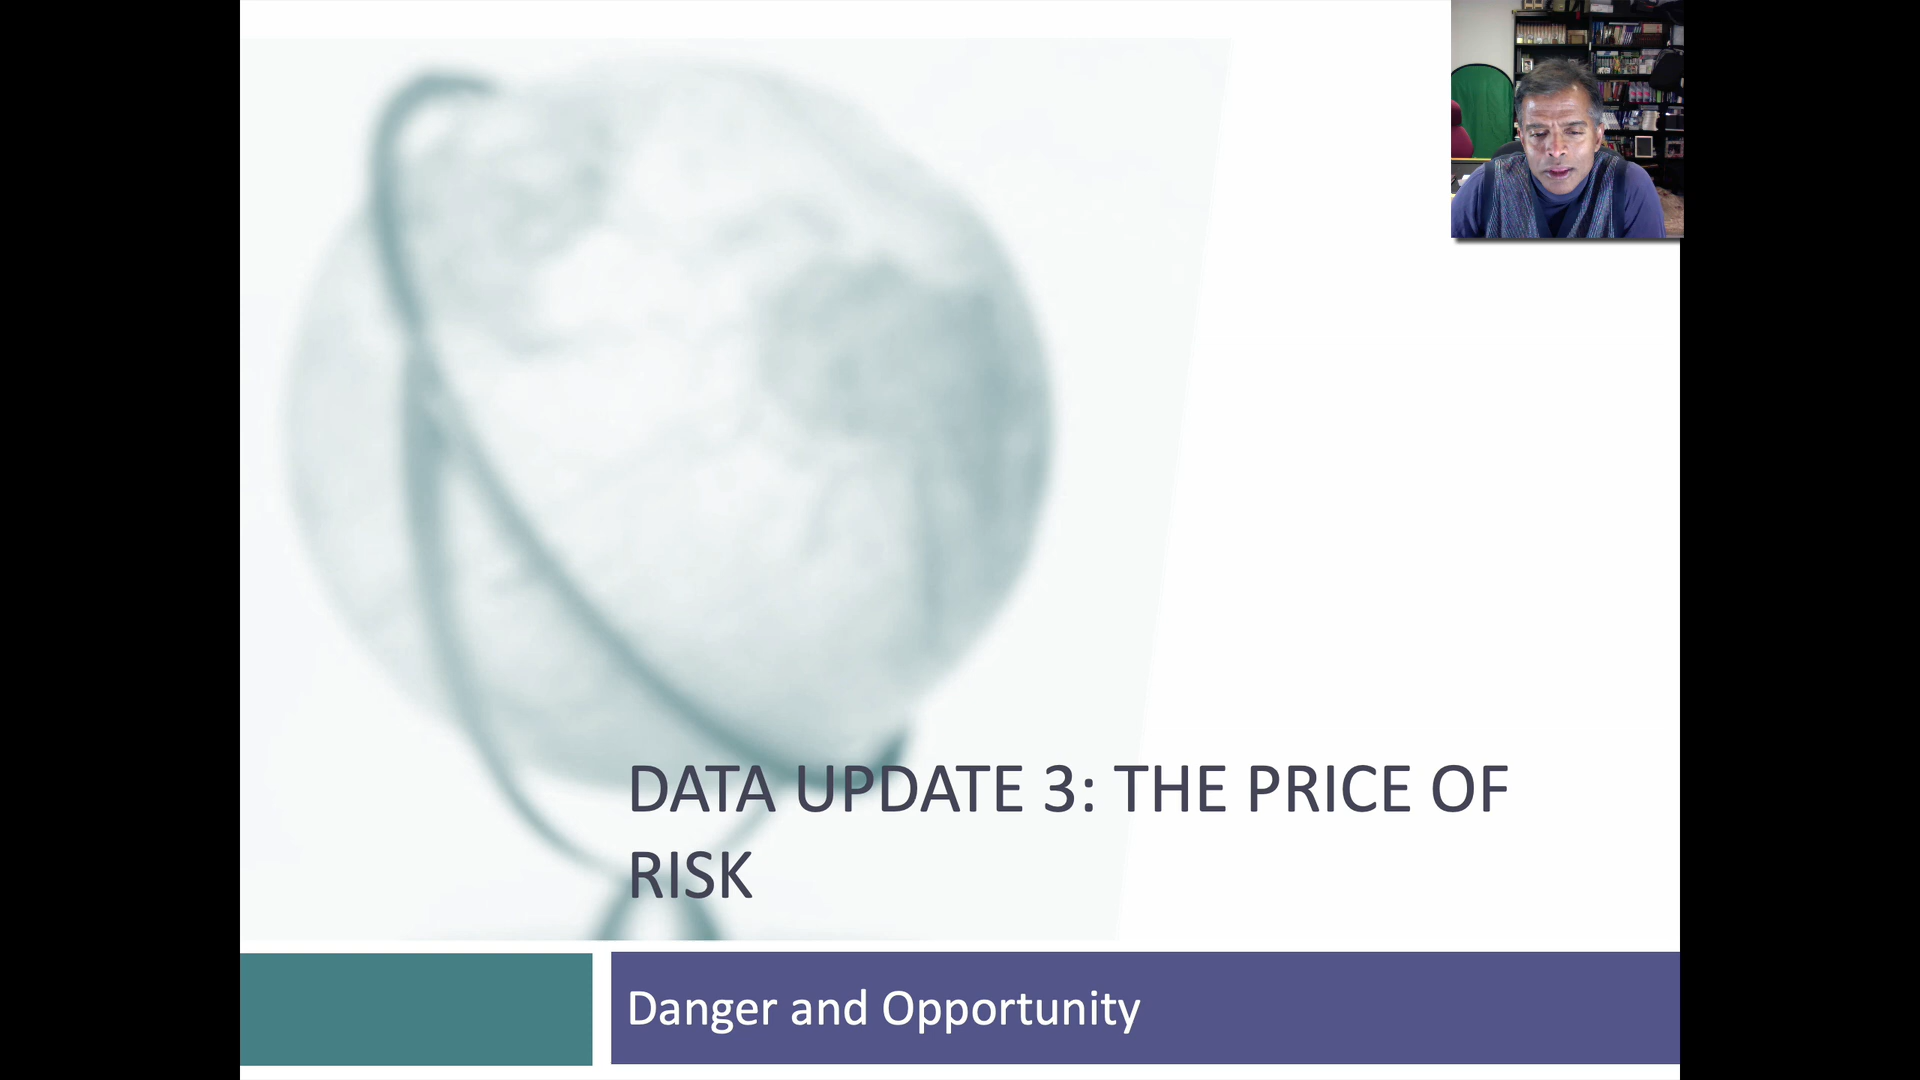 DATA UPDATE 3: THE PRICE OF
RISK
Danger and Opportunity